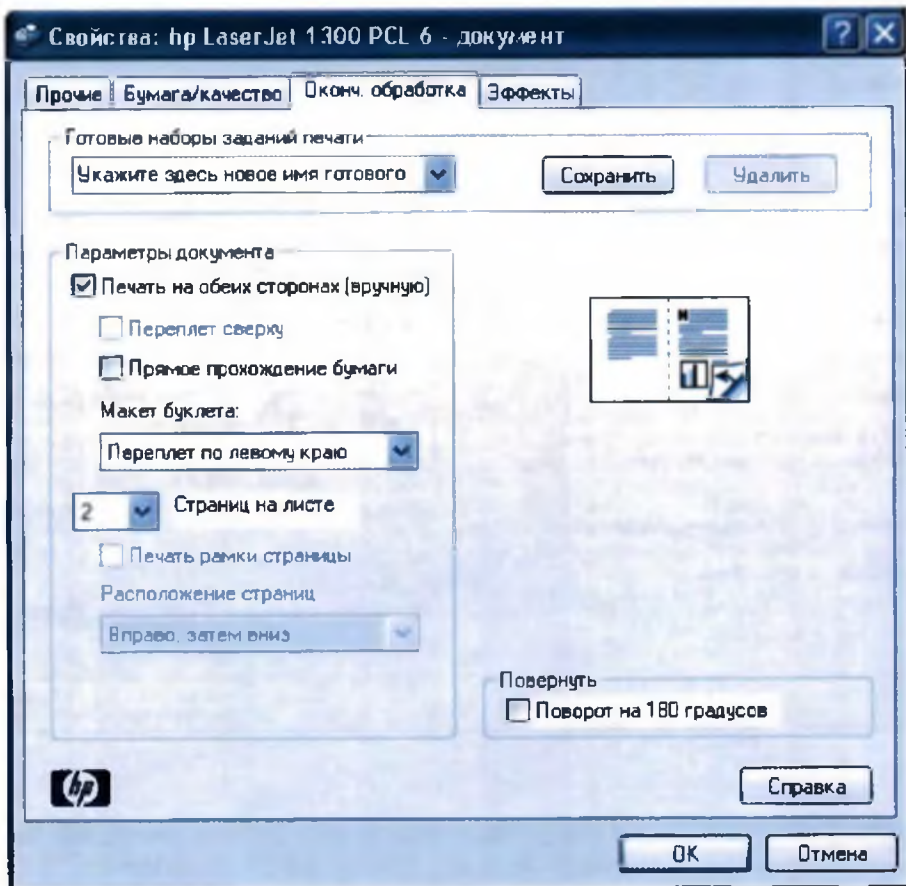 Свойства: hp LaserJet 1300 PCL 6 - документ
Прочие Бумага/качество Оконч. обработка Эффекты
Готовые наборы заданий печати
Укажите здесь новое имя готового Сохранить Удалить
Параметры документа
Печать на обеих сторонах (вручную)
Переплет сверху
Прямое прохождение бумаги
Макет буклета:
Переплет по левому краю
2 Страниц на листе
Печать рамки страницы
Расположение страниц
Вправо, затем вниз
Повернуть
Поворот на 180 градусов
hp
Справка
OK Отмена